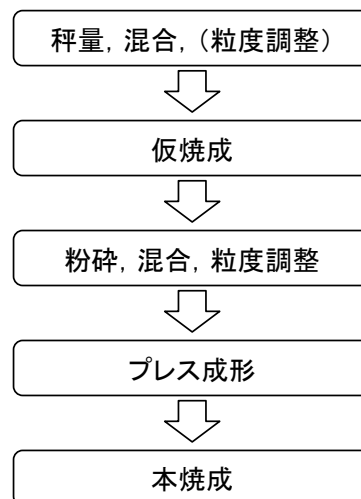 秤量, 混合, （粒度調整）
仮焼成
粉砕, 混合, 粒度調整
プレス成形
本焼成